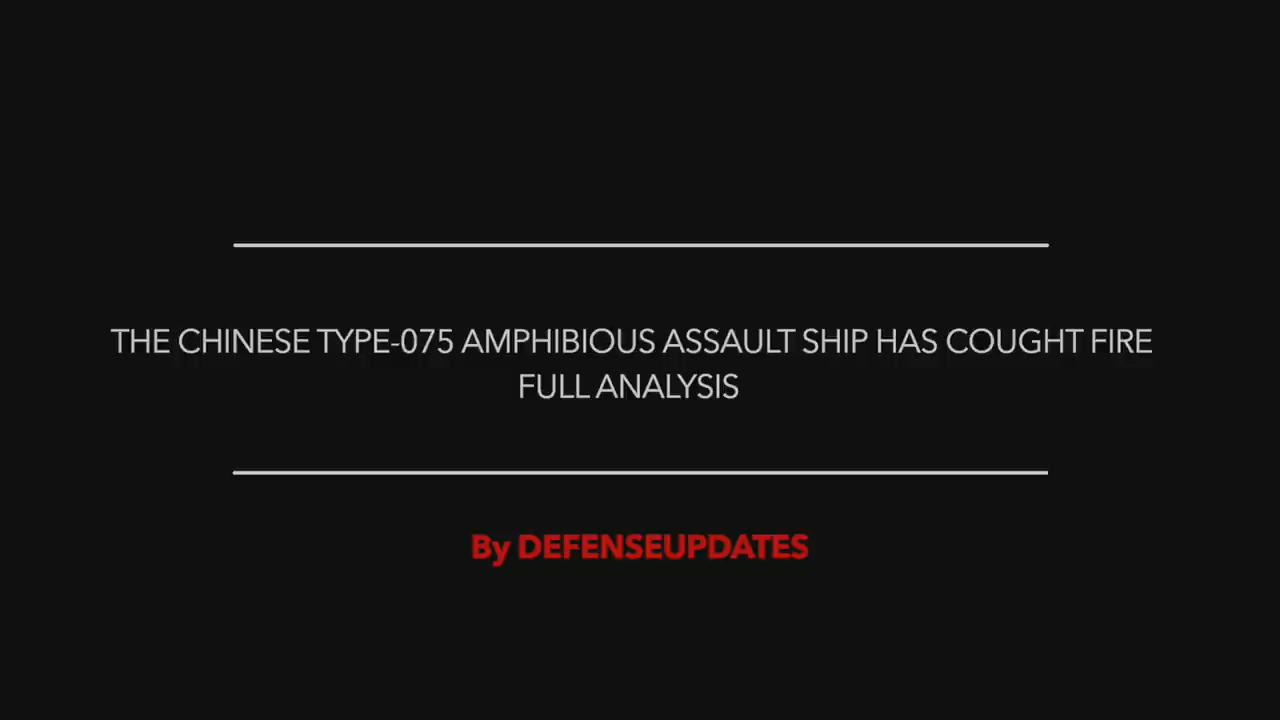 THE CHINESE TYPE-075 AMPHIBIOUS ASSAULT SHIP HAS COUGHT FIRE
FULL ANALYSIS
By DEFENSEUPDATES